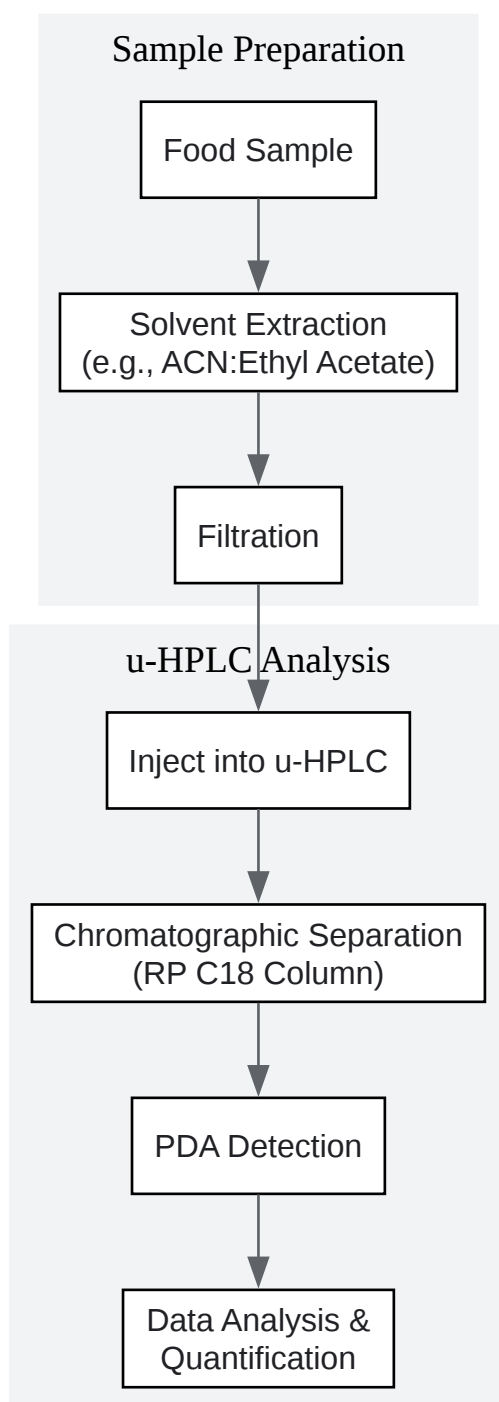 Sample Preparation
Food Sample
Solvent Extraction
(e.g., ACN:Ethyl Acetate)
Filtration
u-HPLC Analysis
Inject into u-HPLC
Chromatographic Separation
(RP C18 Column)
PDA Detection
Data Analysis &
Quantification